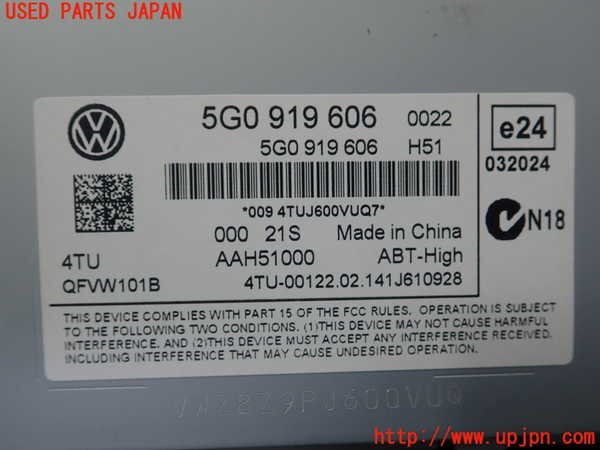 USED PARTS JAPAN
5G0 919 606 0022
5G0 919 606 H51
e24
032024
*009 4TUJ600VUQ7*
N18
000 21S Made in China
4TU AAH51000 ABT-High
QFVW101B 4TU-00122.02.141J610928
THIS DEVICE COMPLIES WITH PART 15 OF THE FCC RULES. OPERATION IS SUBJECT
TO THE FOLLOWING TWO CONDITIONS. (1)THIS DEVICE MAY NOT CAUSE HARMFUL
INTERFERENCE. AND (2)THIS DEVICE MUST ACCEPT ANY INTERFERENCE RECEIVED.
INCLUDING INTERFERENCE THAT MAY CAUSE UNDESIRED OPERATION.
VWZ8Z9PJ600VUQ
http://www.upjpn.com/